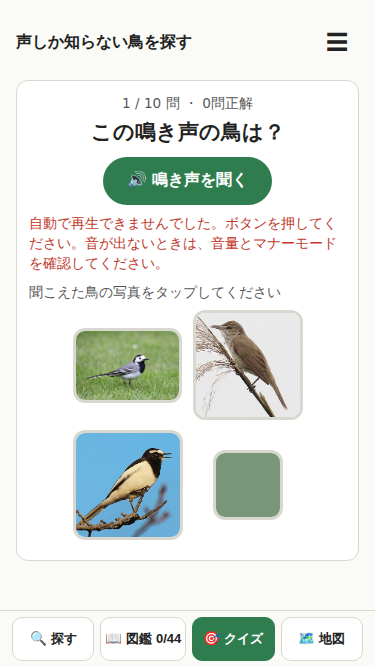 声しか知らない鳥を探す
1 / 10 問 ・ 0問正解
この鳴き声の鳥は？
🔊 鳴き声を聞く
自動で再生できませんでした。ボタンを押してく
ださい。音が出ないときは、音量とマナーモード
を確認してください。
聞こえた鳥の写真をタップしてください
🔍 探す
📖 図鑑 0/44
🎯 クイズ
🗺️ 地図